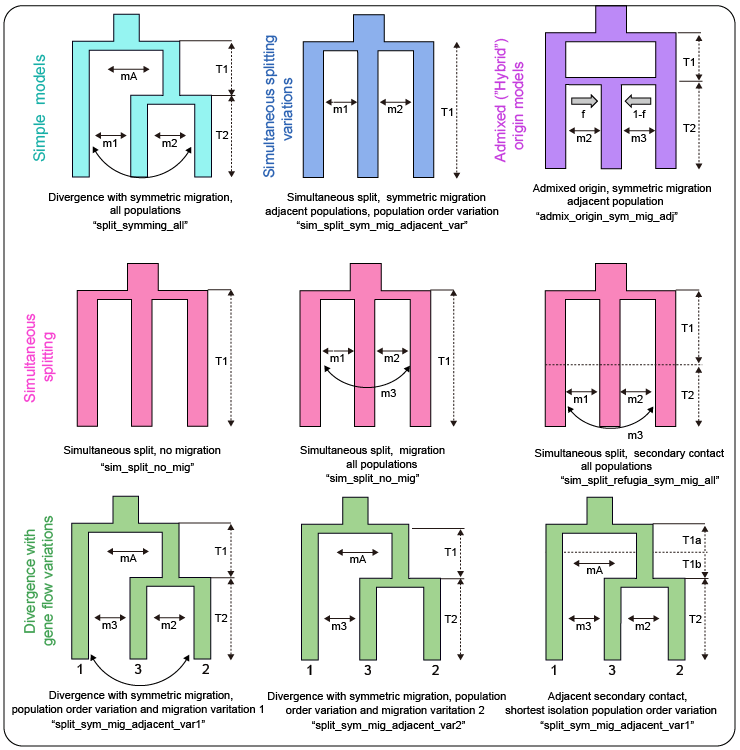 Simple models
T1
mA
m1
m2
T2
Divergence with symmetric migration,
all populations
“split_symming_all”
Simultaneous splitting
variations
m1
m2
T1
Simultaneous split, symmetric migration
adjacent populations, population order variation
“sim_split_sym_mig_adjacent_var”
Admixed ("Hybrid")
origin models
T1
f
1-f
m2
m3
T2
Admixed origin, symmetric migration
adjacent population
“admix_origin_sym_mig_adj”
Simultaneous
splitting
T1
Simultaneous split, no migration
“sim_split_no_mig”
m1
m2
T1
m3
Simultaneous split, migration
all populations
“sim_split_no_mig”
T1
m1
m2
T2
m3
Simultaneous split, secondary contact
all populations
“sim_split_refugia_sym_mig_all”
Divergence with
gene flow variations
mA
T1
m3
m2
T2
1
3
2
Divergence with symmetric migration,
population order variation and migration varitation 1
“split_sym_mig_adjacent_var1”
mA
T1
m3
m2
T2
1
3
2
Divergence with symmetric migration, population
order variation and migration varitation 2
“split_sym_mig_adjacent_var2”
T1a
T1b
mA
m3
m2
T2
1
3
2
Adjacent secondary contact,
shortest isolation population order variation
“split_sym_mig_adjacent_var1”